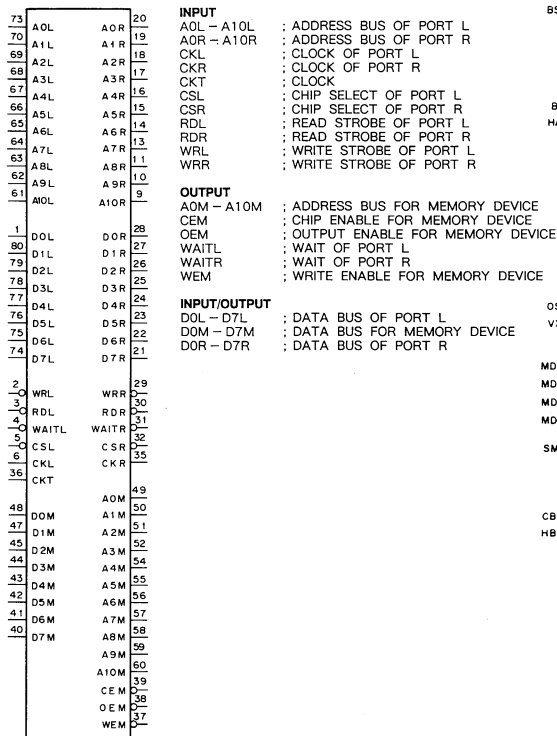 73 A0L A0R 20
70 A1L A1R 19
69 A2L A2R 18
68 A3L A3R 17
67 A4L A4R 16
66 A5L A5R 15
65 A6L A6R 14
64 A7L A7R 13
63 A8L A8R 11
62 A9L A9R 10
61 A10L A10R 9
1 D0L D0R 28
80 D1L D1R 27
79 D2L D2R 26
78 D3L D3R 25
77 D4L D4R 24
76 D5L D5R 23
75 D6L D6R 22
74 D7L D7R 21
2 WRL WRR 29
3 RDL RDR 30
4 WAITL WAITR 31
5 CSL CSR 32
6 CKL CKR 35
36 CKT
A0M 49
48 D0M A1M 50
47 D1M A2M 51
45 D2M A3M 52
44 D3M A4M 54
43 D4M A5M 55
42 D5M A6M 56
41 D6M A7M 57
40 D7M A8M 58
A9M 59
A10M 60
CEM 39
OEM 38
WEM 37
INPUT
A0L – A10L ; ADDRESS BUS OF PORT L
A0R – A10R ; ADDRESS BUS OF PORT R
CKL ; CLOCK OF PORT L
CKR ; CLOCK OF PORT R
CKT ; CLOCK
CSL ; CHIP SELECT OF PORT L
CSR ; CHIP SELECT OF PORT R
RDL ; READ STROBE OF PORT L
RDR ; READ STROBE OF PORT R
WRL ; WRITE STROBE OF PORT L
WRR ; WRITE STROBE OF PORT R
OUTPUT
A0M – A10M ; ADDRESS BUS FOR MEMORY DEVICE
CEM ; CHIP ENABLE FOR MEMORY DEVICE
OEM ; OUTPUT ENABLE FOR MEMORY DEVICE
WAITL ; WAIT OF PORT L
WAITR ; WAIT OF PORT R
WEM ; WRITE ENABLE FOR MEMORY DEVICE
INPUT/OUTPUT
D0L – D7L ; DATA BUS OF PORT L
D0M – D7M ; DATA BUS FOR MEMORY DEVICE
D0R – D7R ; DATA BUS OF PORT R
MD
MD
MD
MD
SM
CB
HB